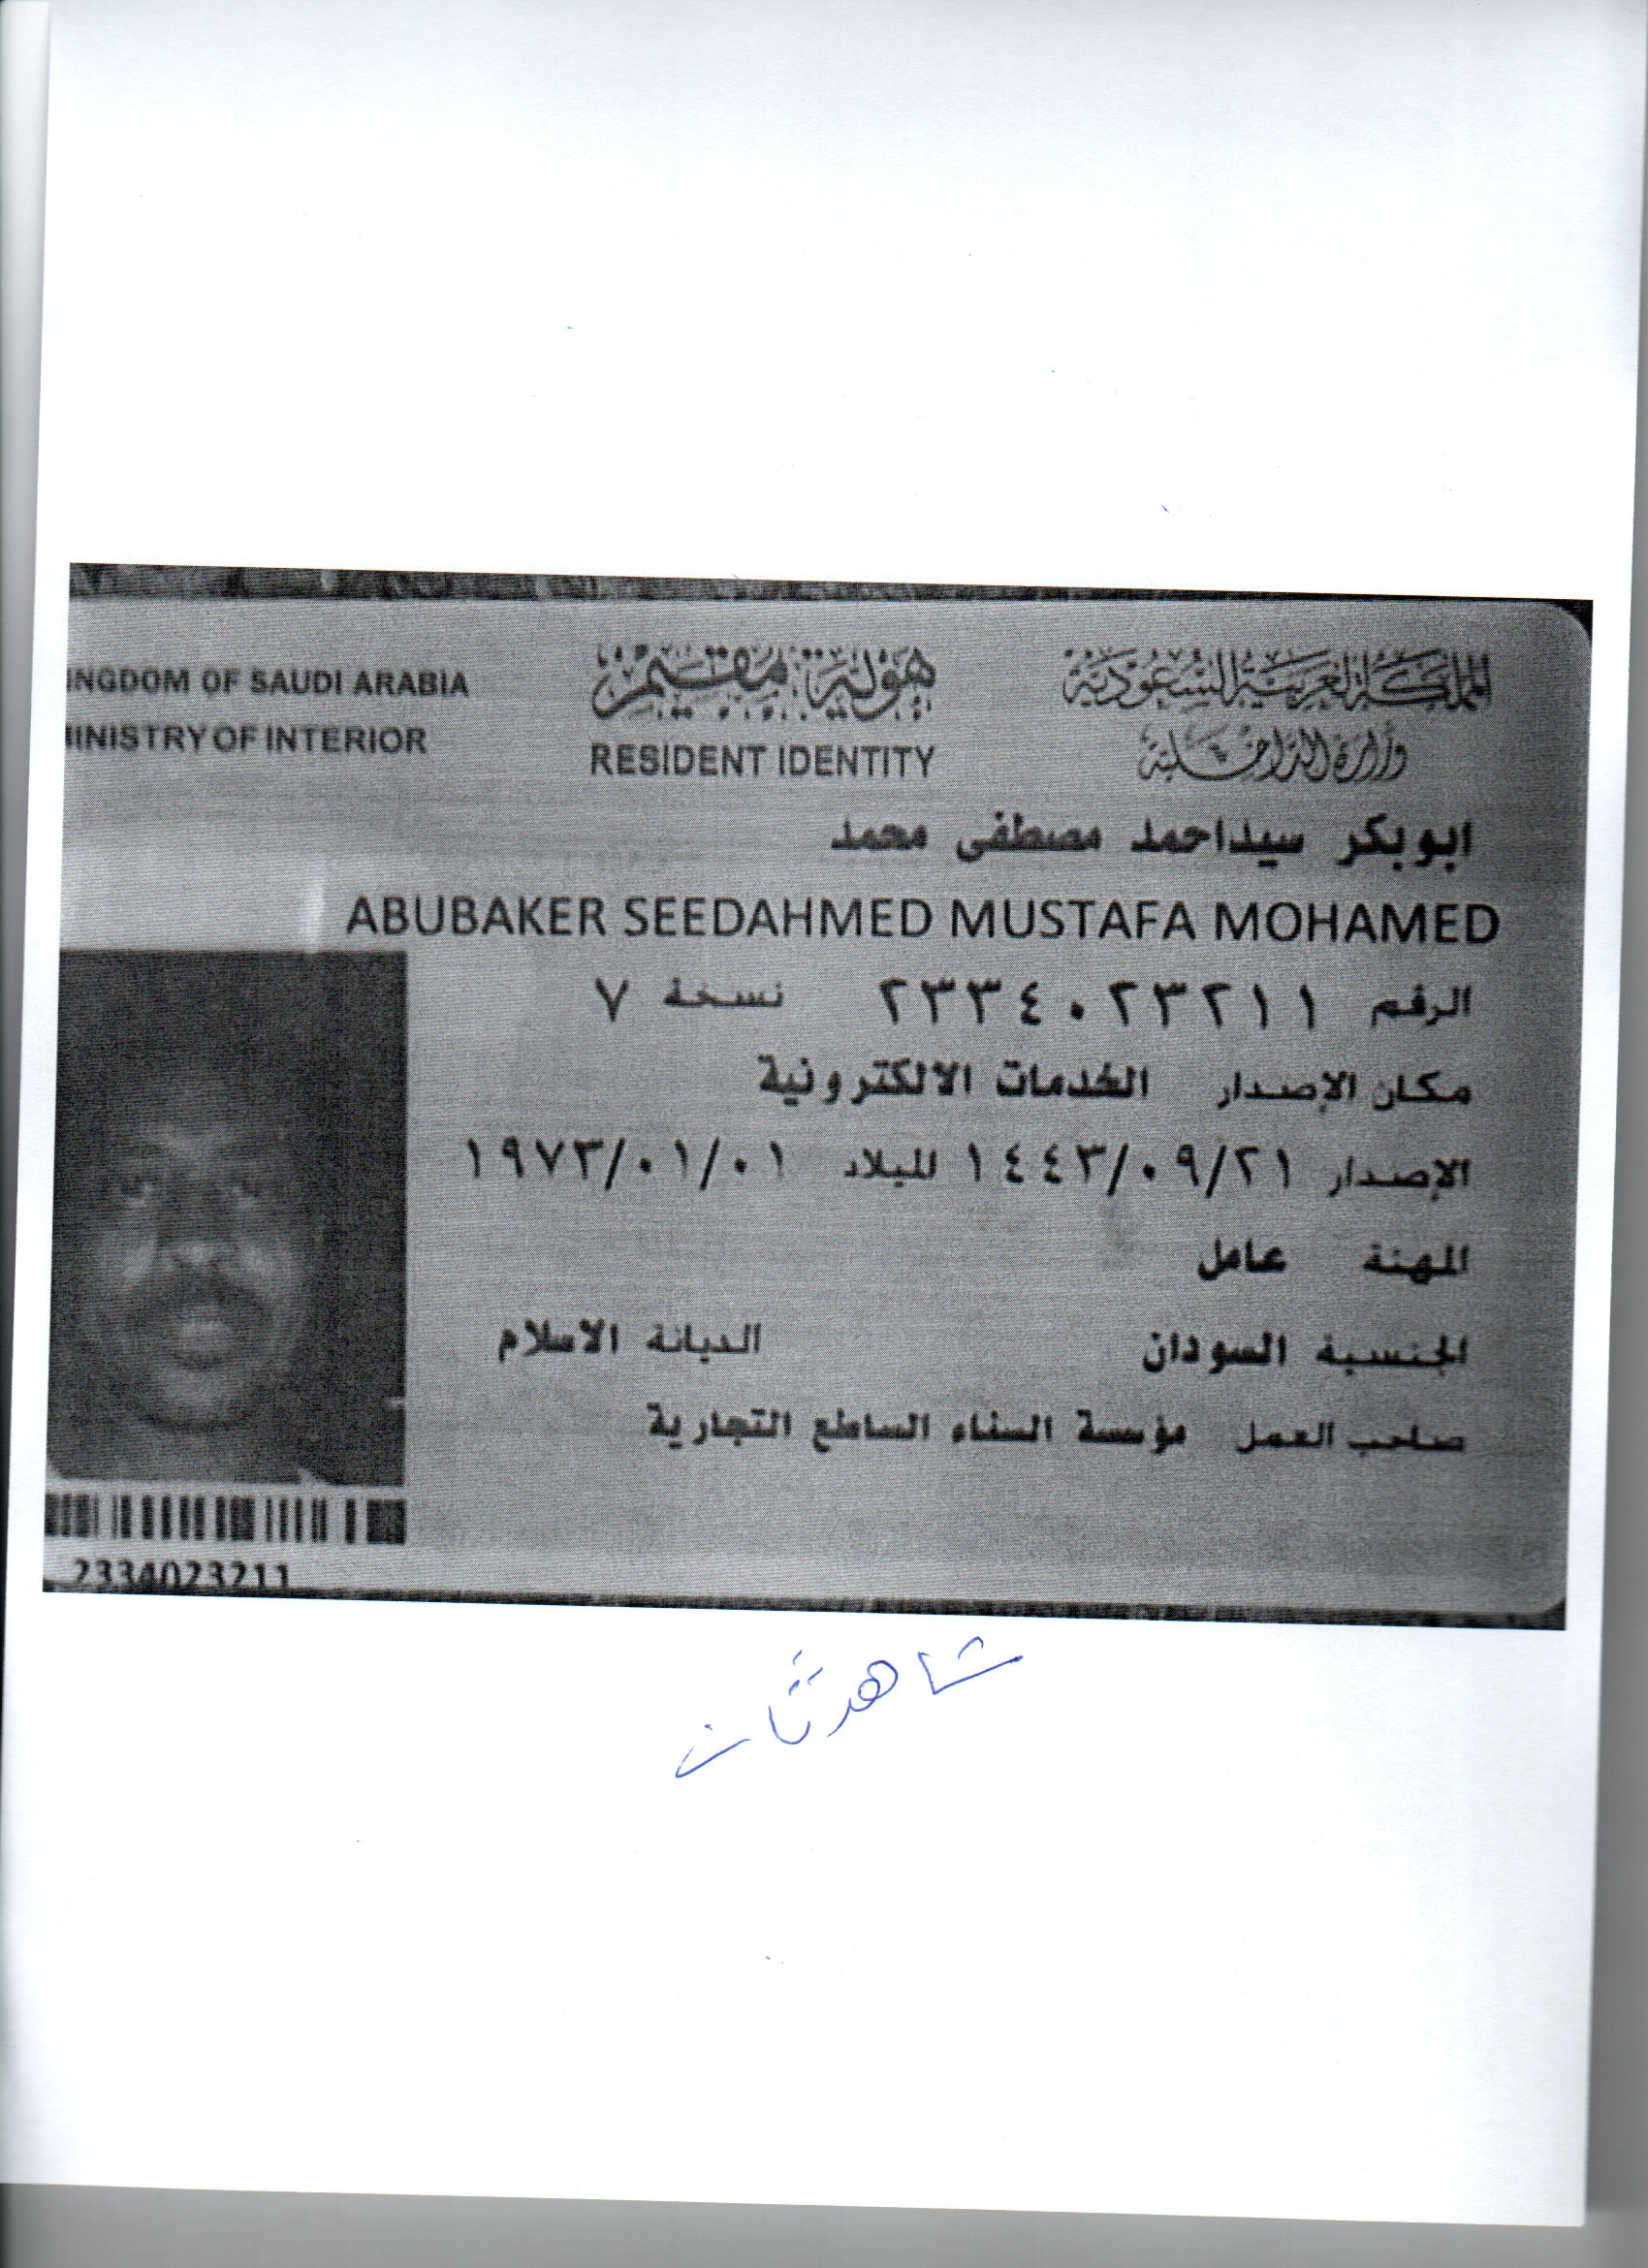 المملكة العربية السعودية
وزارة الداخلية
هوية مقيم
RESIDENT IDENTITY
INGDOM OF SAUDI ARABIA
INISTRY OF INTERIOR
ابوبكر سيداحمد مصطفى محمد
ABUBAKER SEEDAHMED MUSTAFA MOHAMED
الرقم ٢٣٣٤٠٢٣٢١١ نسخة ٧
مكان الإصدار الخدمات الالكترونية
الإصدار ١٤٤٣/٠٩/٢١ الميلاد ١٩٧٣/٠١/٠١
المهنة عامل
الجنسية السودان الديانة الاسلام
صاحب العمل مؤسسة السناء الساطع التجارية
2334023211
شاهد ثان